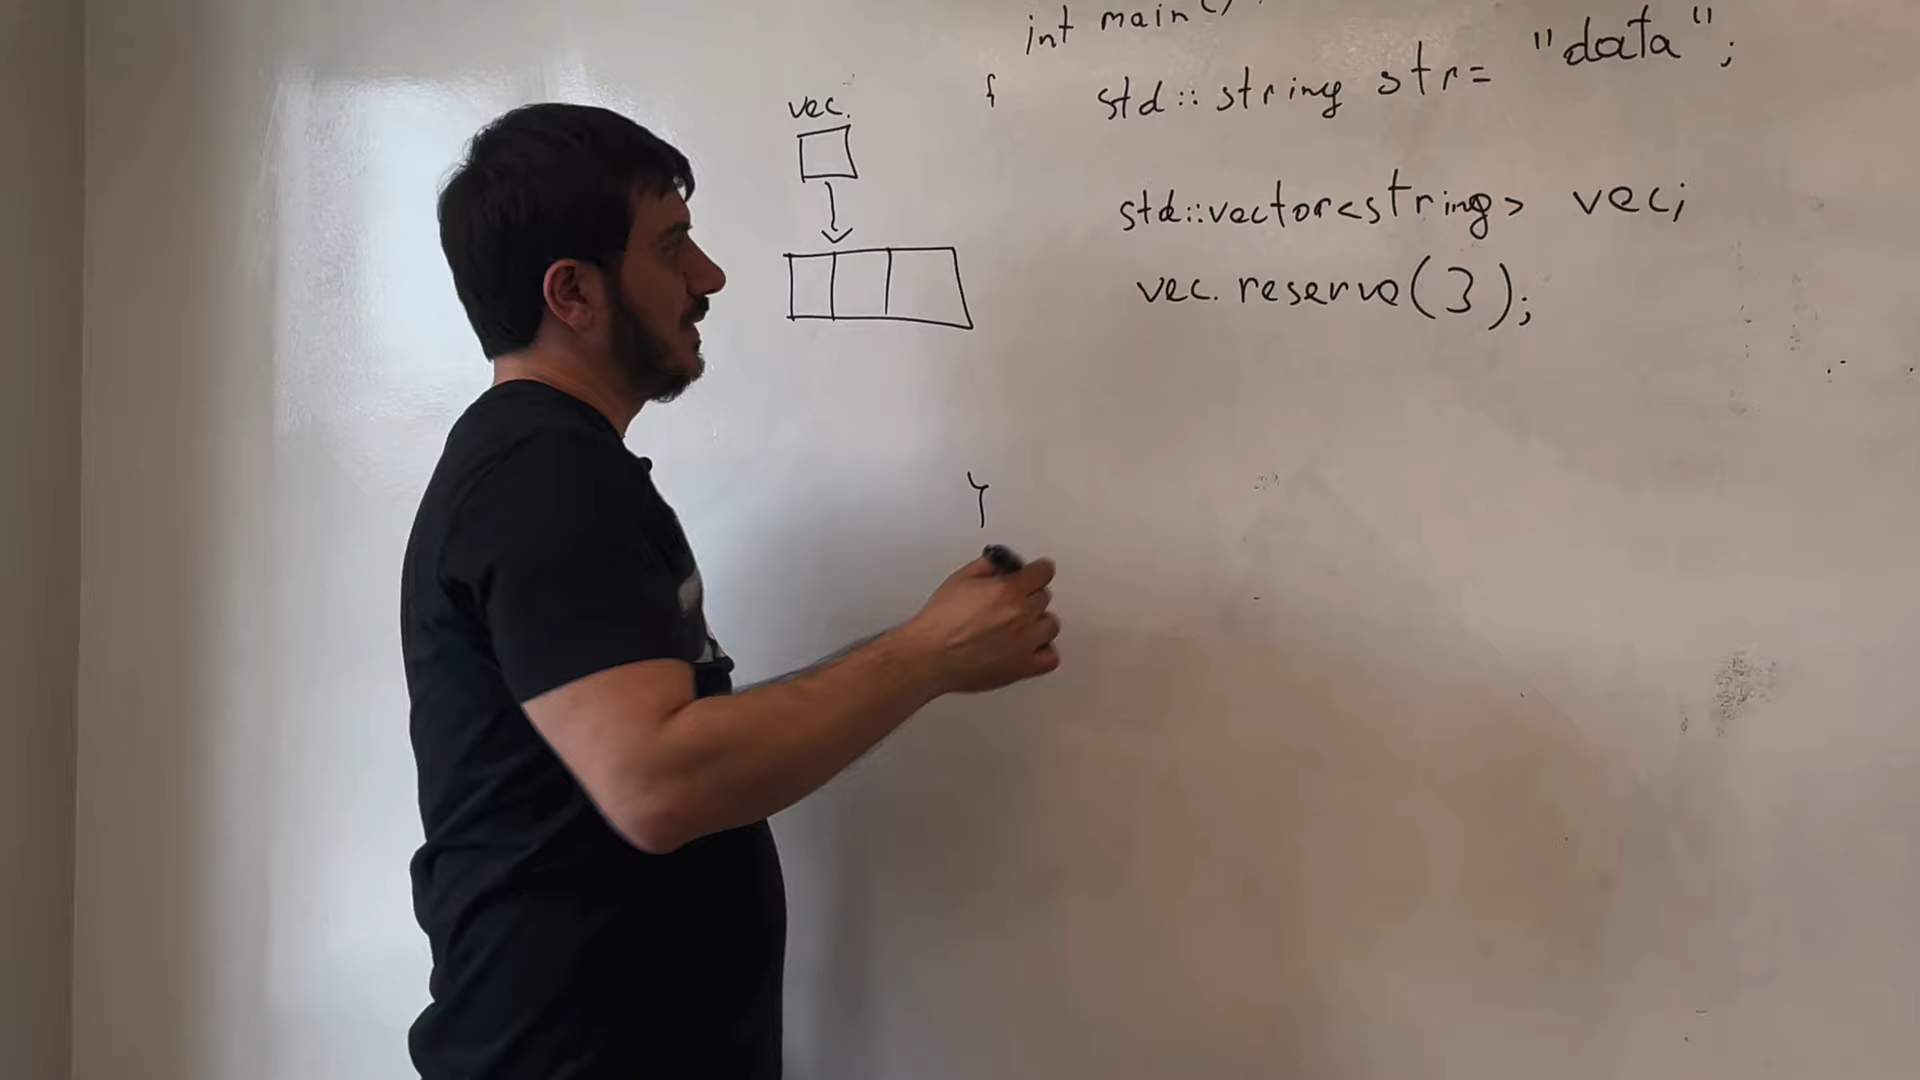 int main()
{
std::string str= "data";
std::vector<string> vec;
vec.reserve(3);
}
vec.